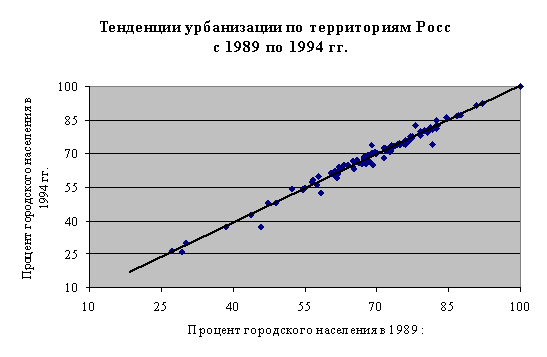 Тенденции урбанизации по территориям Росс
с 1989 по 1994 гг.
Процент городского населения в
1994 гг.
100
85
70
55
40
25
10
10
25
40
55
70
85
100
Процент городского населения в 1989 :